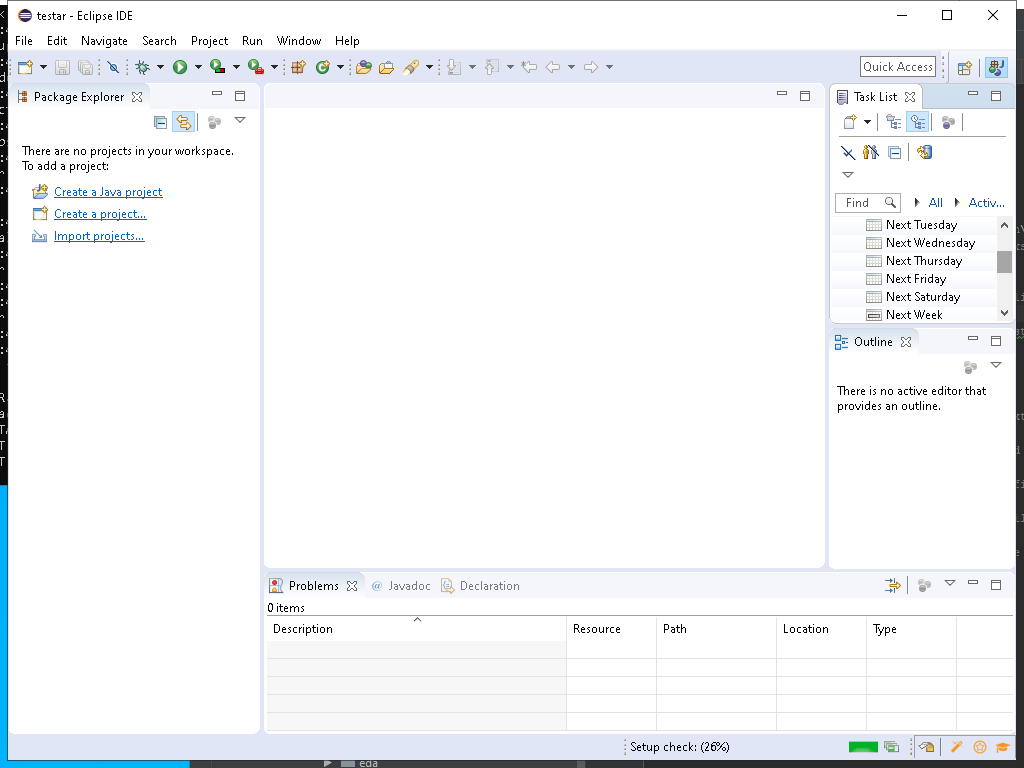 testar - Eclipse IDE
File Edit Navigate Search Project Run Window Help
Quick Access
Package Explorer
There are no projects in your workspace.
To add a project:
Create a Java project
Create a project...
Import projects...
Task List
Find All Activ...
Next Tuesday
Next Wednesday
Next Thursday
Next Friday
Next Saturday
Next Week
Outline
There is no active editor that
provides an outline.
Problems @ Javadoc Declaration
0 items
Description Resource Path Location Type
Setup check: (26%)
eda